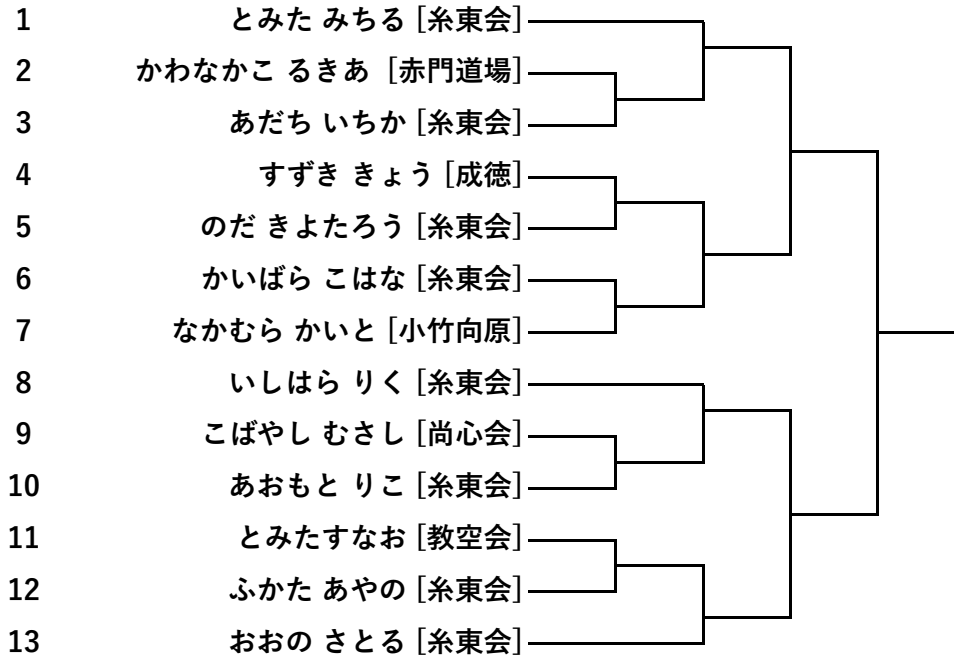 1 とみた みちる [糸東会]
2 かわなかこ るきあ [赤門道場]
3 あだち いちか [糸東会]
4 すずき きょう [成徳]
5 のだ きよたろう [糸東会]
6 かいばら こはな [糸東会]
7 なかむら かいと [小竹向原]
8 いしはら りく [糸東会]
9 こばやし むさし [尚心会]
10 あおもと りこ [糸東会]
11 とみたすなお [教空会]
12 ふかた あやの [糸東会]
13 おおの さとる [糸東会]